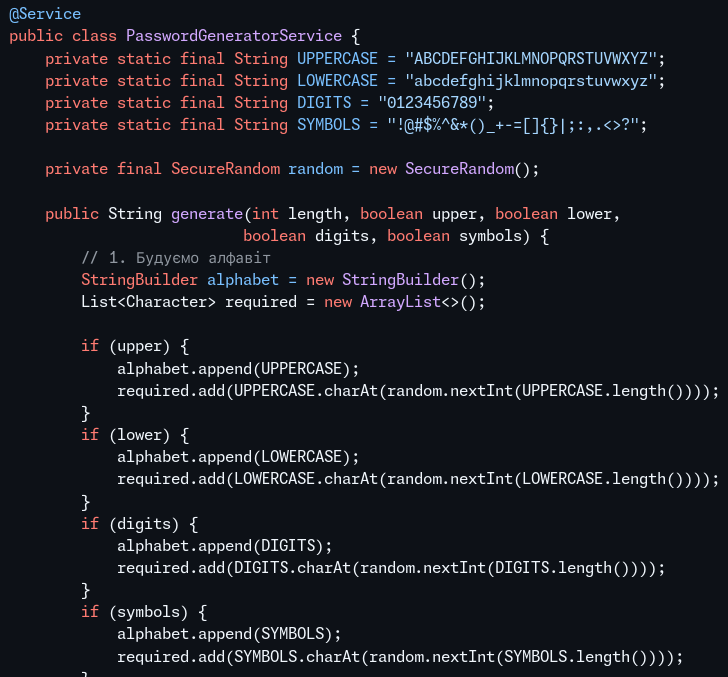 @Service
public class PasswordGeneratorService {
    private static final String UPPERCASE = "ABCDEFGHIJKLMNOPQRSTUVWXYZ";
    private static final String LOWERCASE = "abcdefghijklmnopqrstuvwxyz";
    private static final String DIGITS = "0123456789";
    private static final String SYMBOLS = "!@#$%^&*()_+-=[]{}|;:,.<>?";

    private final SecureRandom random = new SecureRandom();

    public String generate(int length, boolean upper, boolean lower,
                          boolean digits, boolean symbols) {
        // 1. Будуємо алфавіт
        StringBuilder alphabet = new StringBuilder();
        List<Character> required = new ArrayList<>();

        if (upper) {
            alphabet.append(UPPERCASE);
            required.add(UPPERCASE.charAt(random.nextInt(UPPERCASE.length())));
        }
        if (lower) {
            alphabet.append(LOWERCASE);
            required.add(LOWERCASE.charAt(random.nextInt(LOWERCASE.length())));
        }
        if (digits) {
            alphabet.append(DIGITS);
            required.add(DIGITS.charAt(random.nextInt(DIGITS.length())));
        }
        if (symbols) {
            alphabet.append(SYMBOLS);
            required.add(SYMBOLS.charAt(random.nextInt(SYMBOLS.length())));
        }